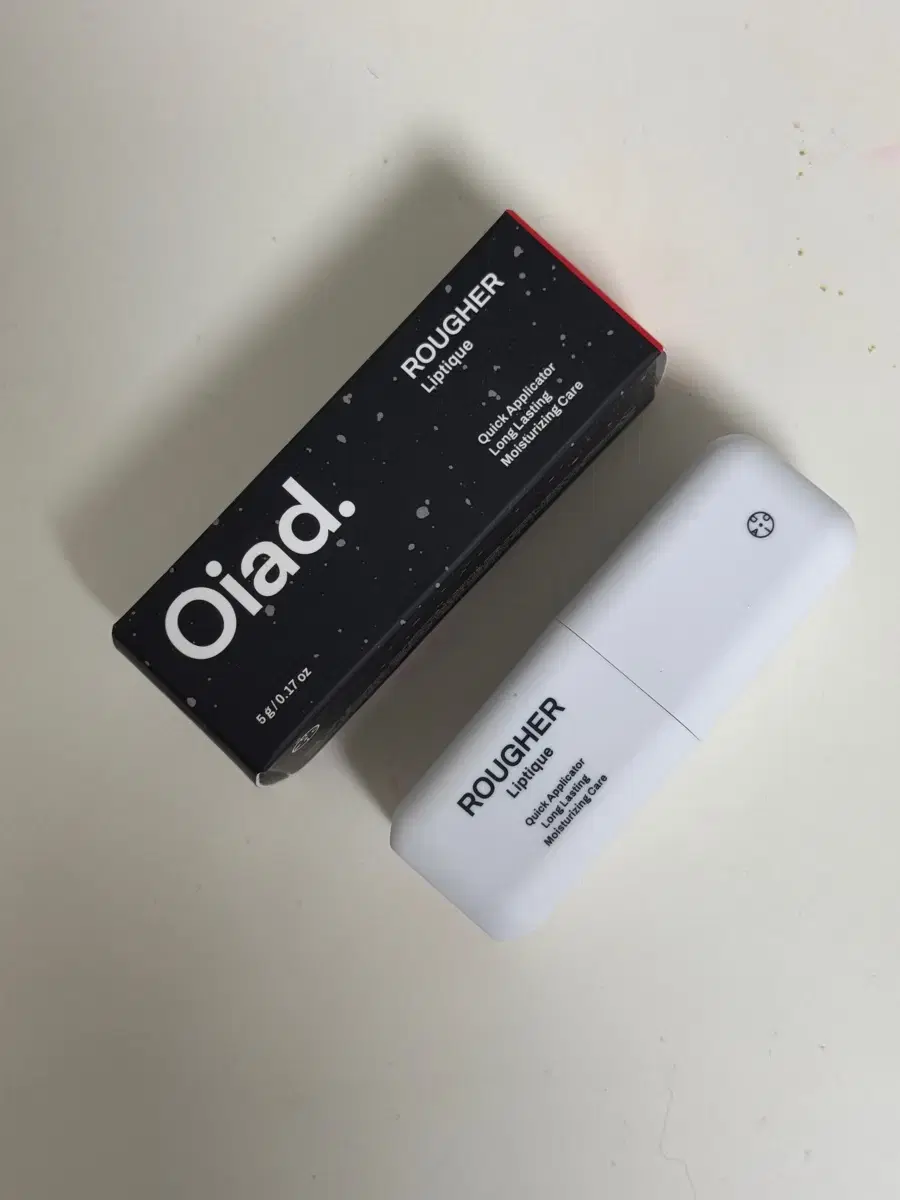 ROUGHER
Liptique
Quick Applicator
Long Lasting
Moisturizing Care
Oiad.
5 g / 0.17 oz
ROUGHER
Liptique
Quick Applicator
Long Lasting
Moisturizing Care